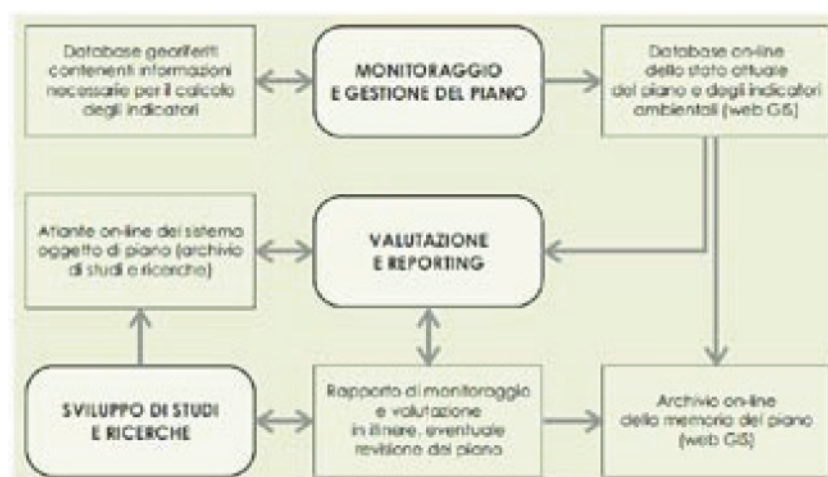 Database georiferiti
contenenti informazioni
necessarie per il calcolo
degli indicatori
MONITORAGGIO
E GESTIONE DEL PIANO
Database on-line
dello stato attuale
del piano e degli indicatori
ambientali (web GIS)
Atlante on-line del sistema
oggetto di piano (archivio
di studi e ricerche)
VALUTAZIONE
E REPORTING
SVILUPPO DI STUDI
E RICERCHE
Rapporto di monitoraggio
e valutazione
in itinere, eventuale
revisione del piano
Archivio on-line
della memoria del piano
(web GIS)